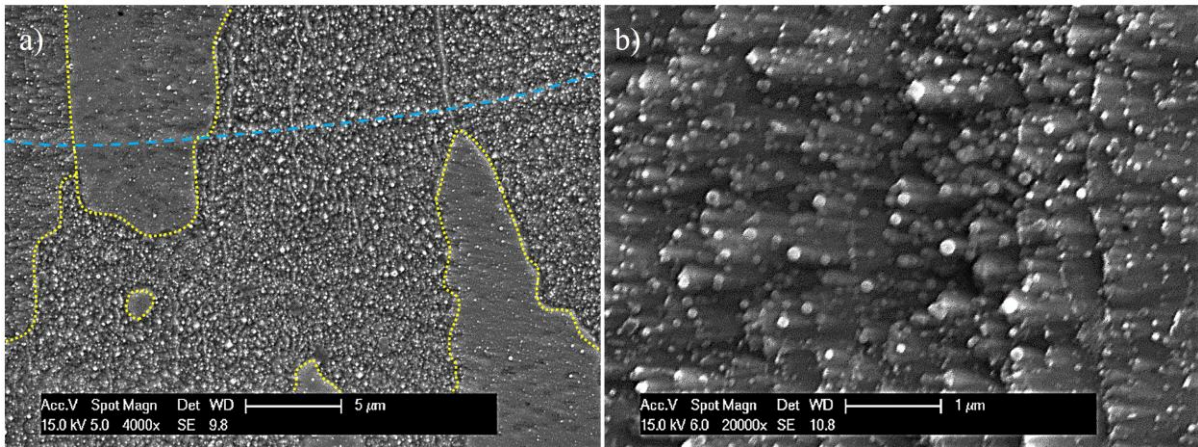 a)
b)
Acc.V Spot Magn Det WD 5 µm
15.0 kV 5.0 4000x SE 9.8
Acc.V Spot Magn Det WD 1 µm
15.0 kV 6.0 20000x SE 10.8